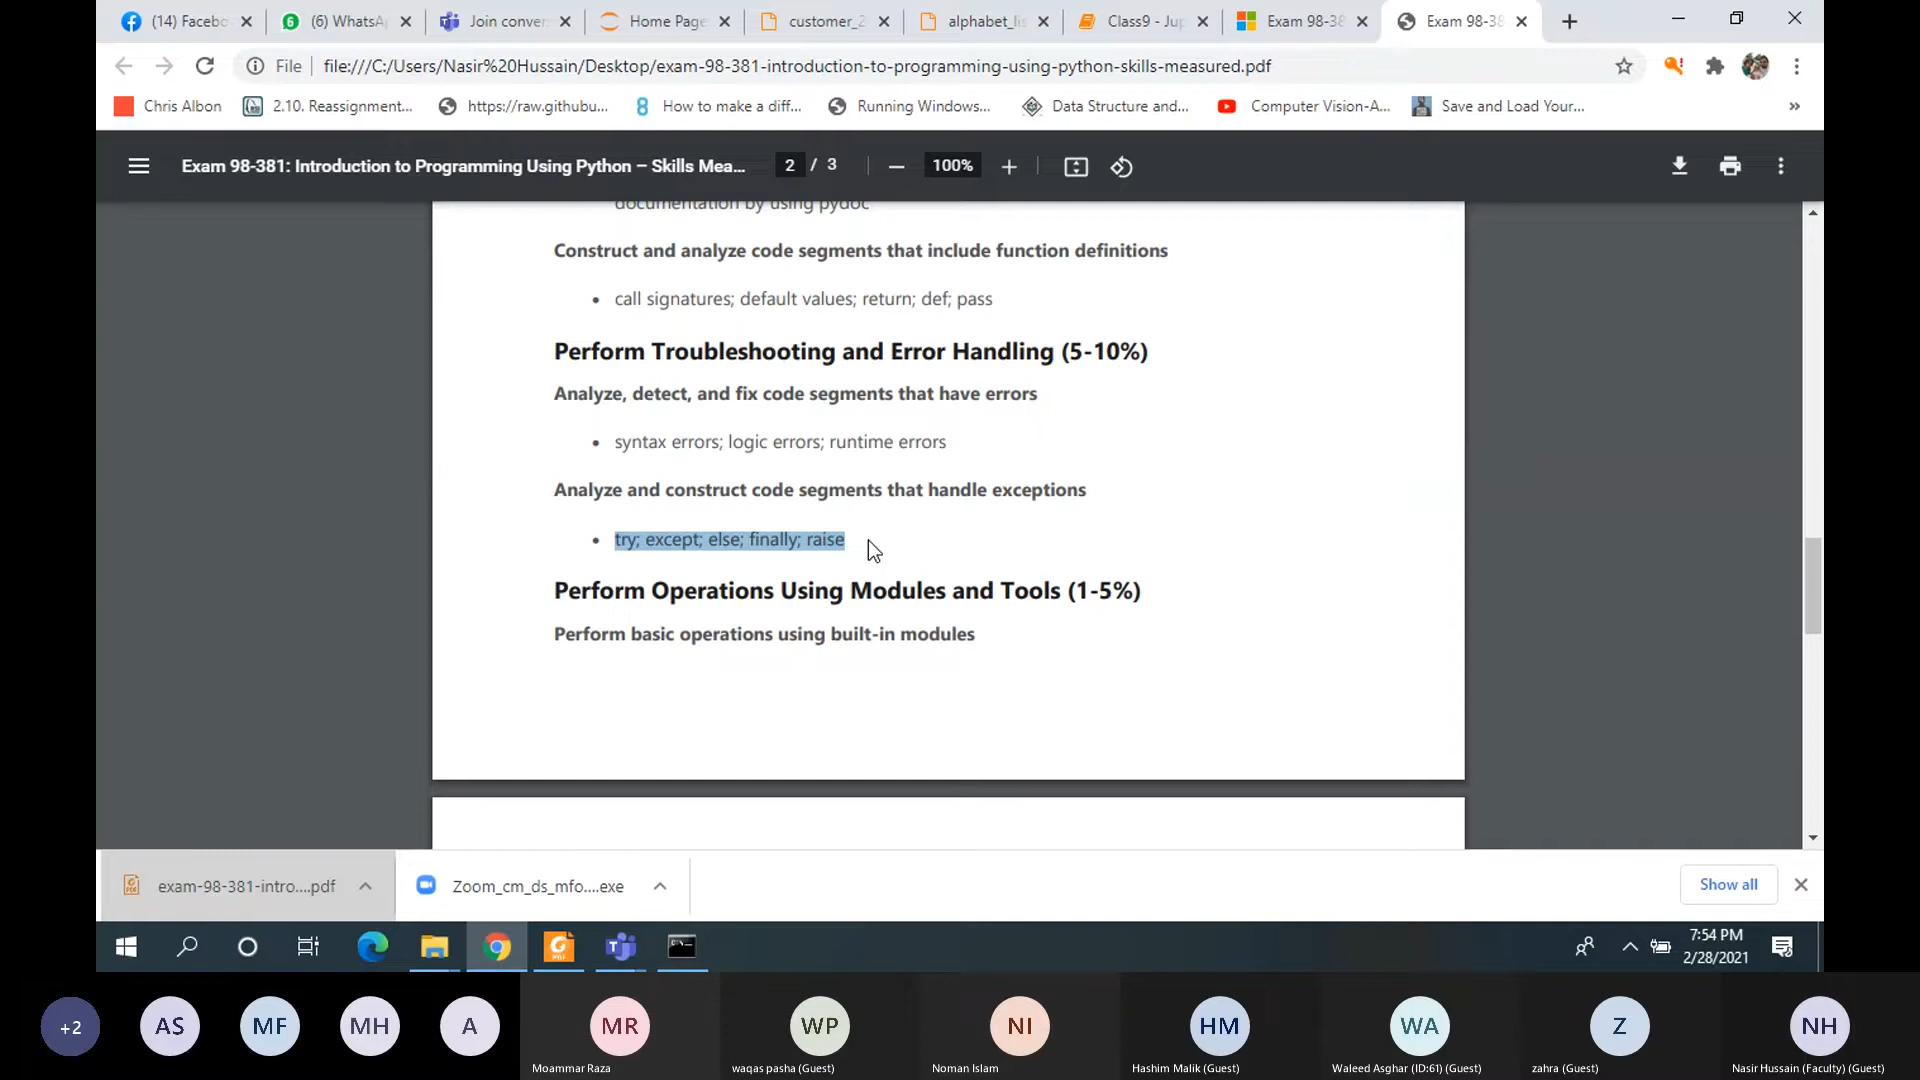 (14) Facebo
(6) WhatsA
Join conver
Home Page
customer_2
alphabet_lis
Class9 - Jup
Exam 98-38
Exam 98-38
File
file:///C:/Users/Nasir%20Hussain/Desktop/exam-98-381-introduction-to-programming-using-python-skills-measured.pdf
Chris Albon
2.10. Reassignment...
https://raw.githubu...
How to make a diff...
Running Windows...
Data Structure and...
Computer Vision-A...
Save and Load Your...
»
Exam 98-381: Introduction to Programming Using Python – Skills Mea...
2 / 3
100%
documentation by using pydoc
Construct and analyze code segments that include function definitions
• call signatures; default values; return; def; pass
Perform Troubleshooting and Error Handling (5-10%)
Analyze, detect, and fix code segments that have errors
• syntax errors; logic errors; runtime errors
Analyze and construct code segments that handle exceptions
• try; except; else; finally; raise
Perform Operations Using Modules and Tools (1-5%)
Perform basic operations using built-in modules
exam-98-381-intro....pdf
Zoom_cm_ds_mfo....exe
Show all
7:54 PM
2/28/2021
+2
AS
MF
MH
A
MR
WP
NI
HM
WA
Z
NH
Moammar Raza
waqas pasha (Guest)
Noman Islam
Hashim Malik (Guest)
Waleed Asghar (ID:61) (Guest)
zahra (Guest)
Nasir Hussain (Faculty) (Guest)